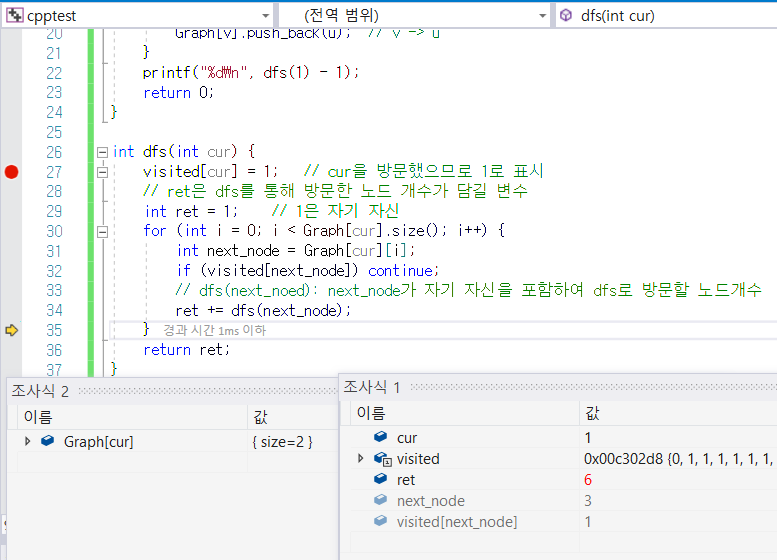 cpptest
(전역 범위)
dfs(int cur)
20 Graph[v].push_back(u); // v -> u
21 }
22 printf("%d₩n", dfs(1) - 1);
23 return 0;
24 }
25
26 int dfs(int cur) {
27 visited[cur] = 1; // cur을 방문했으므로 1로 표시
28 // ret은 dfs를 통해 방문한 노드 개수가 담길 변수
29 int ret = 1; // 1은 자기 자신
30 for (int i = 0; i < Graph[cur].size(); i++) {
31 int next_node = Graph[cur][i];
32 if (visited[next_node]) continue;
33 // dfs(next_noed): next_node가 자기 자신을 포함하여 dfs로 방문할 노드개수
34 ret += dfs(next_node);
35 } 경과 시간 1ms 이하
36 return ret;
37 }
조사식 2
이름 값
Graph[cur] { size=2 }
조사식 1
이름 값
cur 1
visited 0x00c302d8 {0, 1, 1, 1, 1, 1, 1,
ret 6
next_node 3
visited[next_node] 1